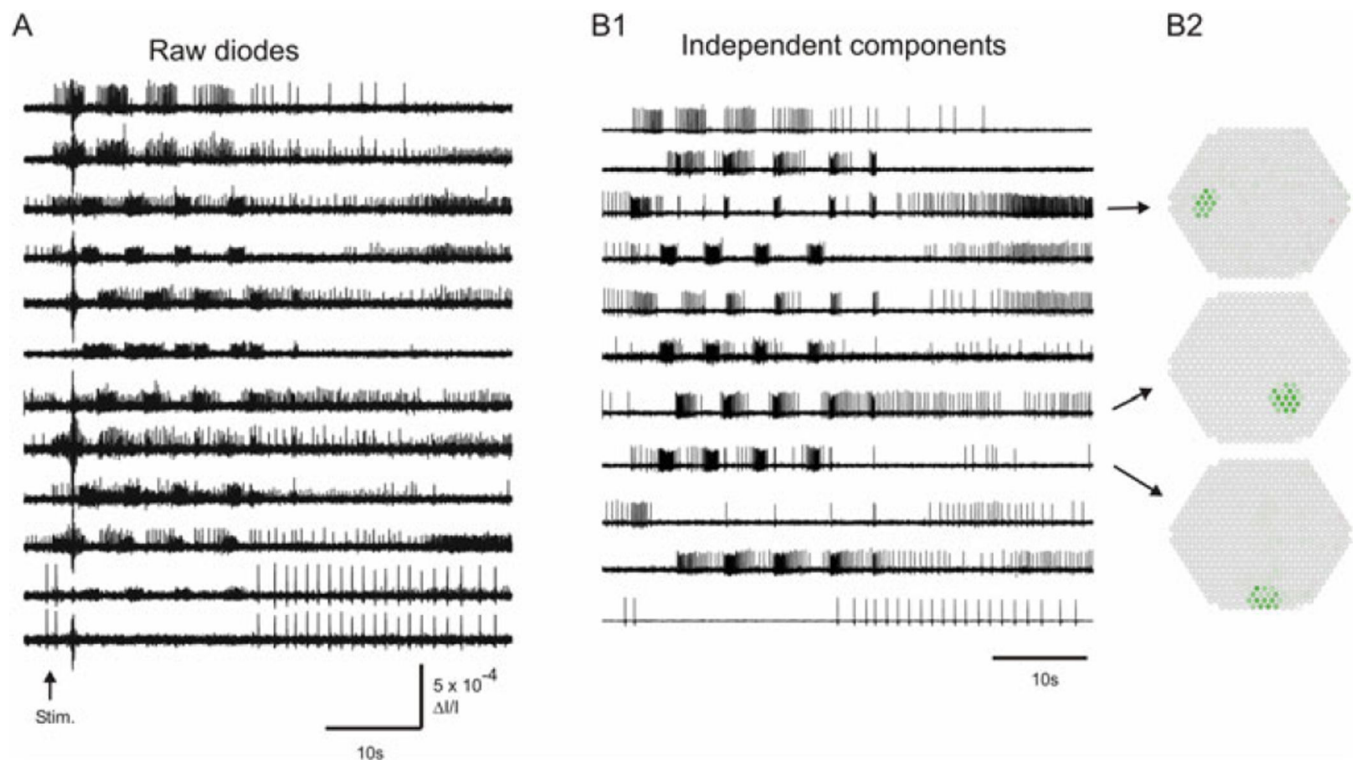 A
Raw diodes
B1
Independent components
B2
Stim.
5 x 10⁻⁴
ΔI/I
10s
10s